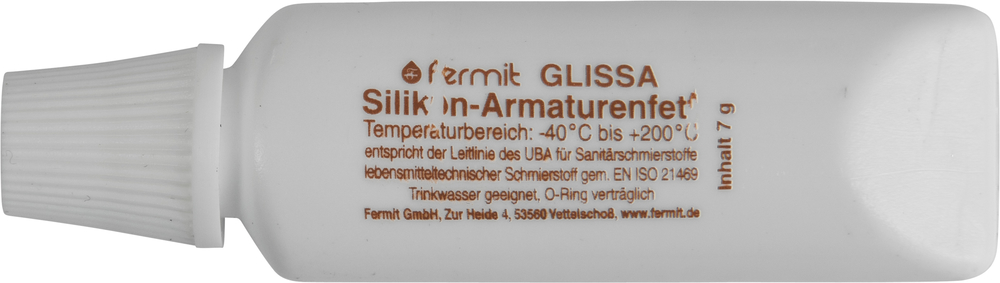 fermit GLISSA
Silikon-Armaturenfett
Temperaturbereich: -40°C bis +200°C
entspricht der Leitlinie des UBA für Sanitärschmierstoffe
lebensmitteltechnischer Schmierstoff gem. EN ISO 21469
Trinkwasser geeignet, O-Ring verträglich
Fermit GmbH, Zur Heide 4, 53560 Vettelschoß, www.fermit.de
Inhalt 7 g